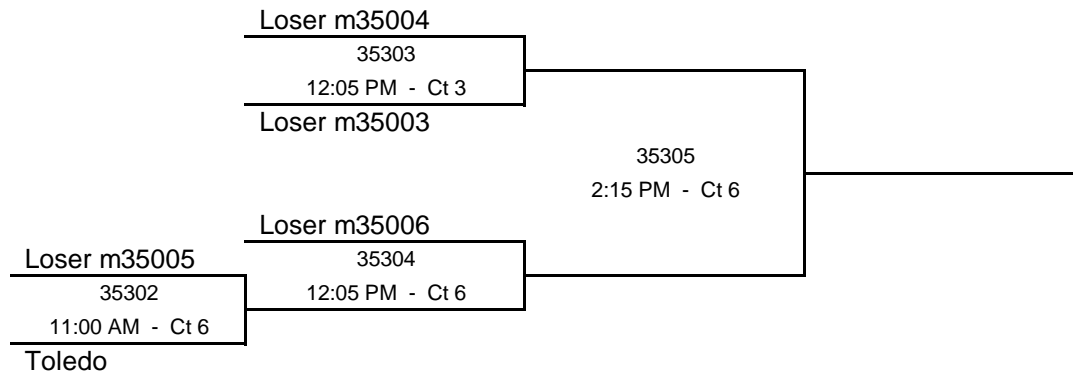 Loser m35004
35303
12:05 PM - Ct 3
Loser m35003
35305
2:15 PM - Ct 6
Loser m35006
Loser m35005
35304
35302
12:05 PM - Ct 6
11:00 AM - Ct 6
Toledo